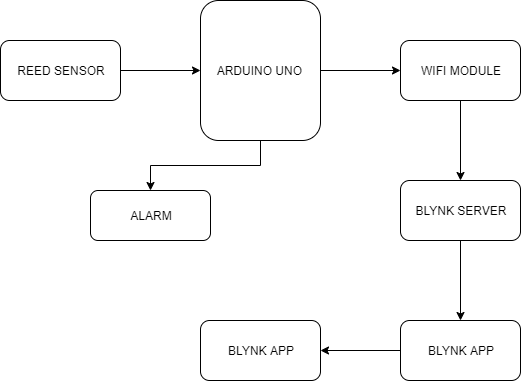 REED SENSOR
ARDUINO UNO
WIFI MODULE
ALARM
BLYNK SERVER
BLYNK APP
BLYNK APP